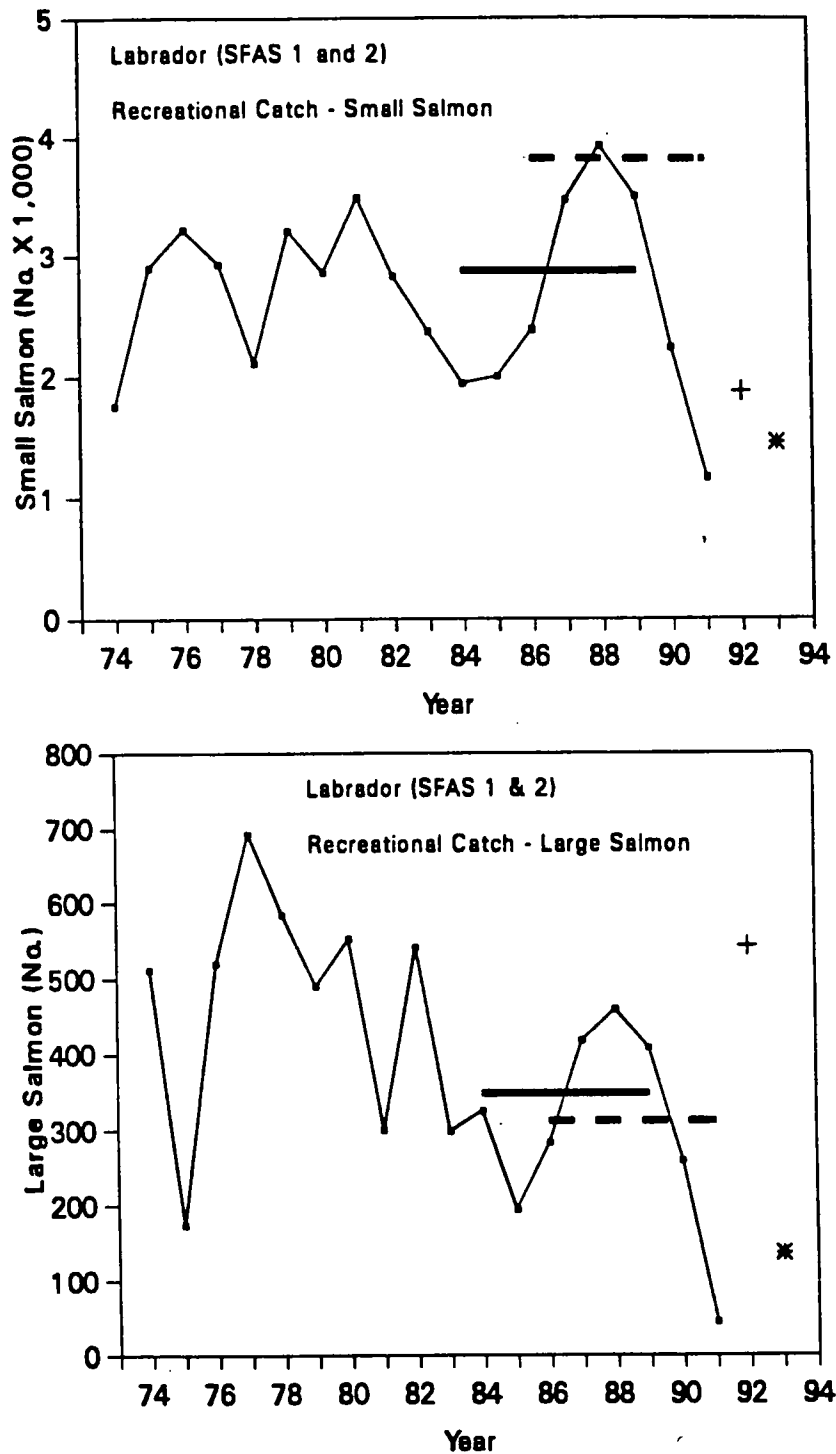 Labrador (SFAS 1 and 2)
Recreational Catch - Small Salmon
Small Salmon (No. X 1,000)
5
4
3
2
1
0
74 76 78 80 82 84 86 88 90 92 94
Year
Labrador (SFAS 1 & 2)
Recreational Catch - Large Salmon
Large Salmon (No.)
800
700
600
500
400
300
200
100
0
74 76 78 80 82 84 86 88 90 92 94
Year